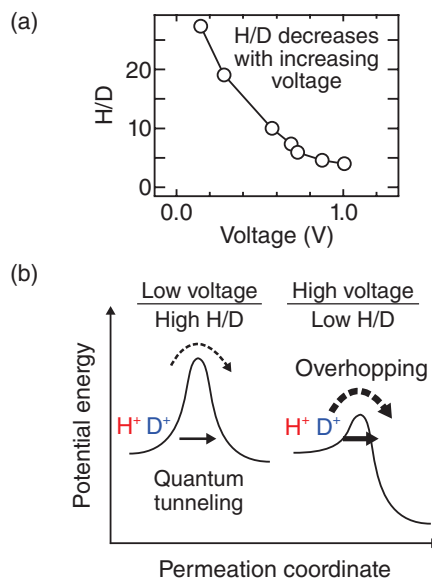 (a)
H/D decreases
with increasing
voltage
20
10
0
H/D
0.0 1.0
Voltage (V)
(b)
Low voltage
High H/D
High voltage
Low H/D
Overhopping
H⁺ D⁺
H⁺ D⁺
Quantum
tunneling
Potential energy
Permeation coordinate